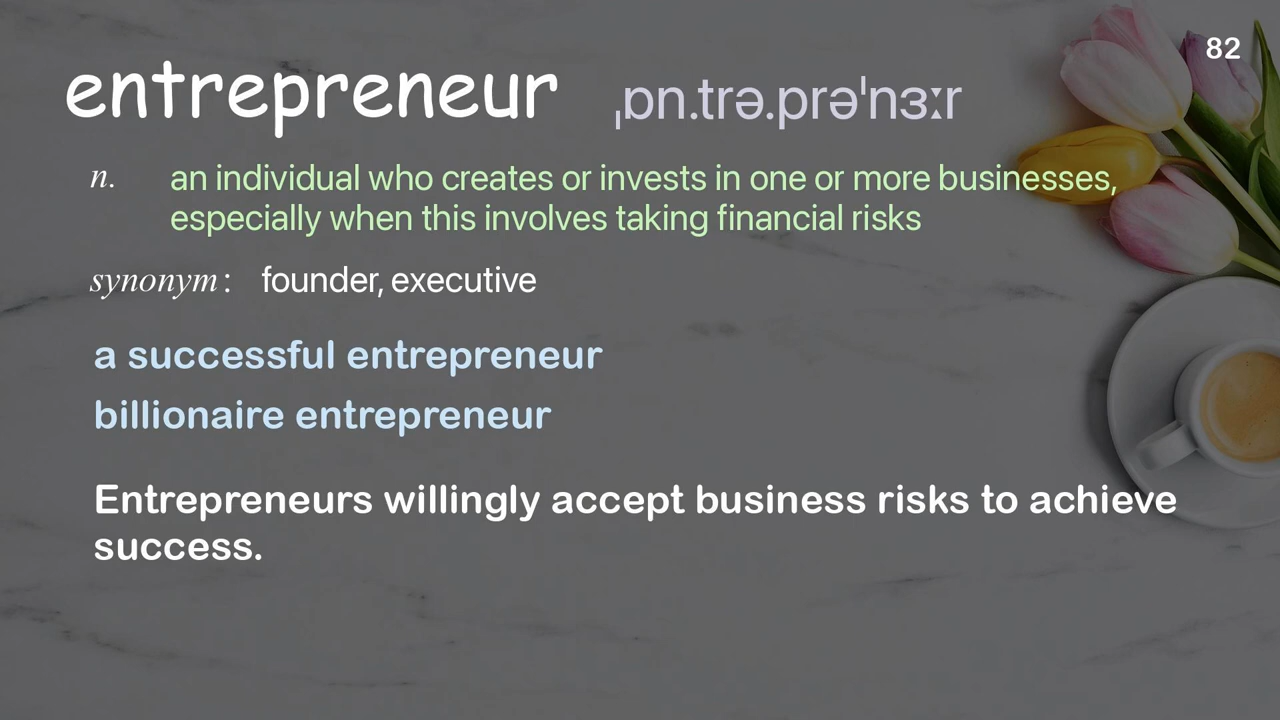 82
entrepreneur ˌɒn.trə.prəˈnɜːr
n. an individual who creates or invests in one or more businesses,
especially when this involves taking financial risks
synonym: founder, executive
a successful entrepreneur
billionaire entrepreneur
Entrepreneurs willingly accept business risks to achieve
success.